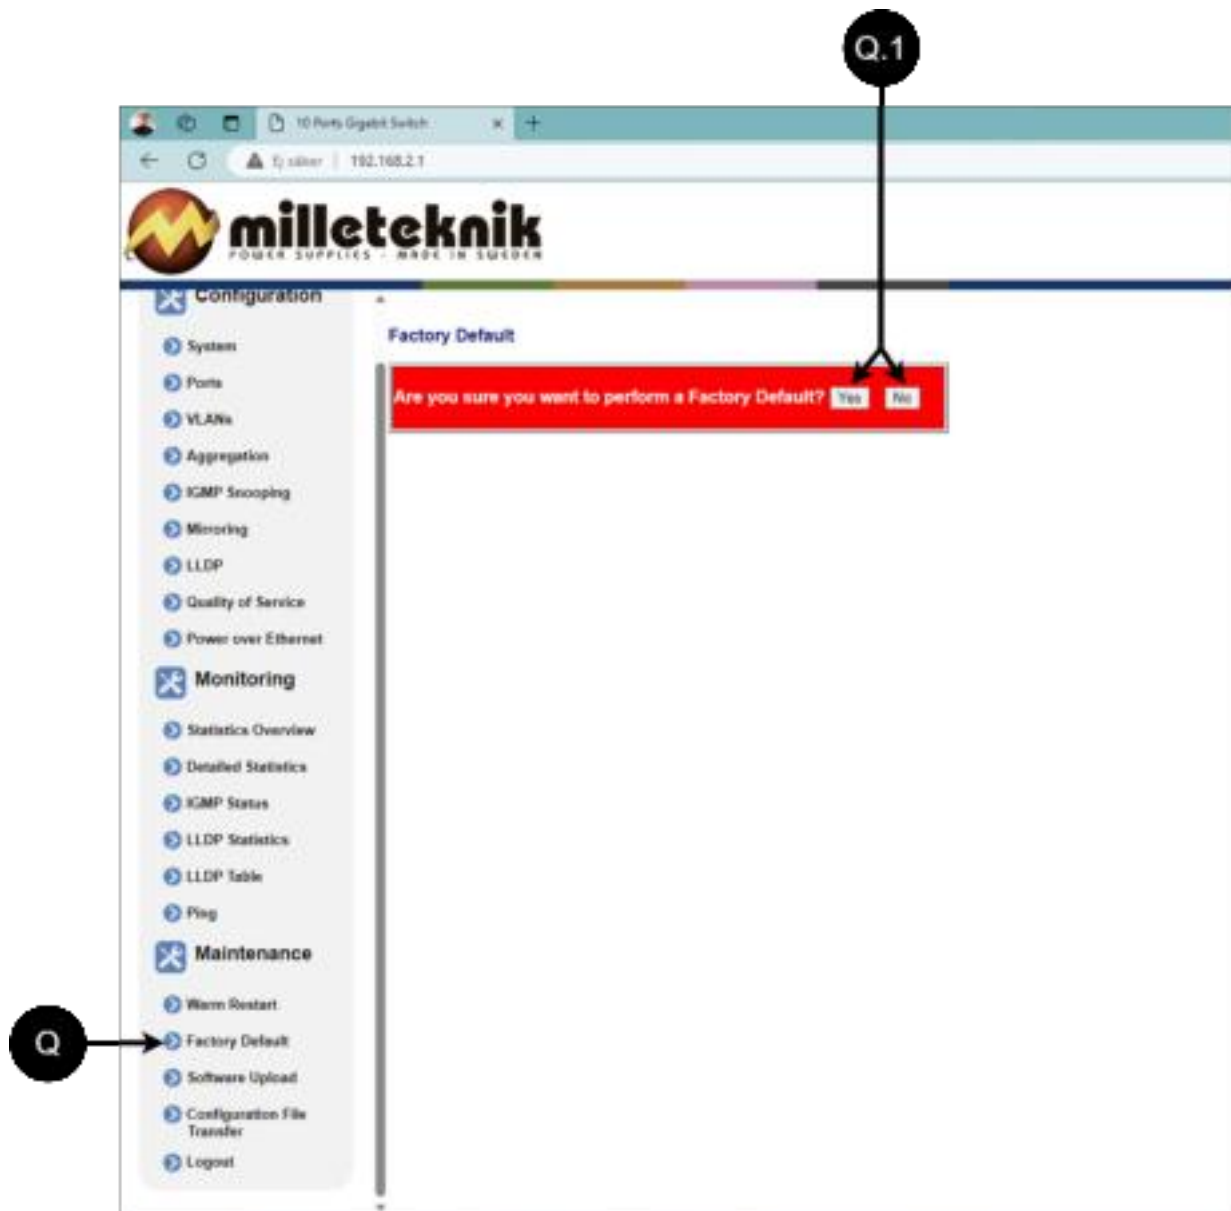 Q.1
10 Ports Gigabit Switch
Ej säker | 192.168.2.1
milleteknik
POWER SUPPLIES - MADE IN SWEDEN
Configuration
System
Ports
VLANs
Aggregation
IGMP Snooping
Mirroring
LLDP
Quality of Service
Power over Ethernet
Monitoring
Statistics Overview
Detailed Statistics
IGMP Status
LLDP Statistics
LLDP Table
Ping
Maintenance
Warm Restart
Factory Default
Software Upload
Configuration File
Transfer
Logout
Factory Default
Are you sure you want to perform a Factory Default? Yes No
Q